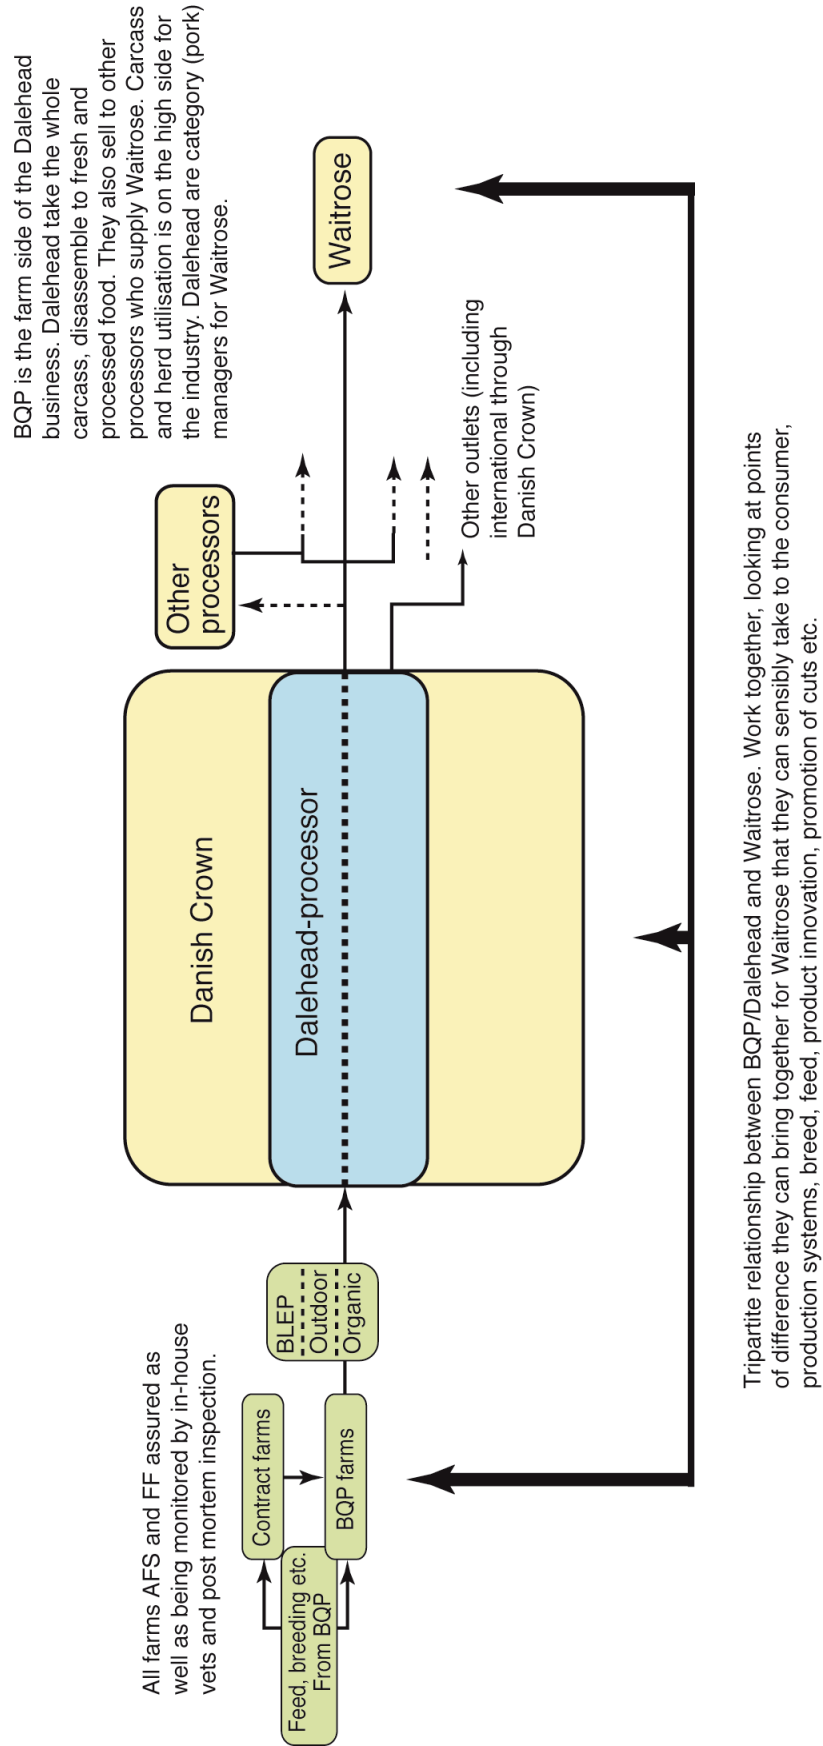 All farms AFS and FF assured as
well as being monitored by in-house
vets and post mortem inspection.
Feed, breeding etc.
From BQP
Contract farms
BQP farms
BLEP
Outdoor
Organic
Danish Crown
Dalehead-processor
Other
processors
Other outlets (including
international through
Danish Crown)
Waitrose
BQP is the farm side of the Dalehead
business. Dalehead take the whole
carcass, disassemble to fresh and
processed food. They also sell to other
processors who supply Waitrose. Carcass
and herd utilisation is on the high side for
the industry. Dalehead are category (pork)
managers for Waitrose.
Tripartite relationship between BQP/Dalehead and Waitrose. Work together, looking at points
of difference they can bring together for Waitrose that they can sensibly take to the consumer,
production systems, breed, feed, product innovation, promotion of cuts etc.